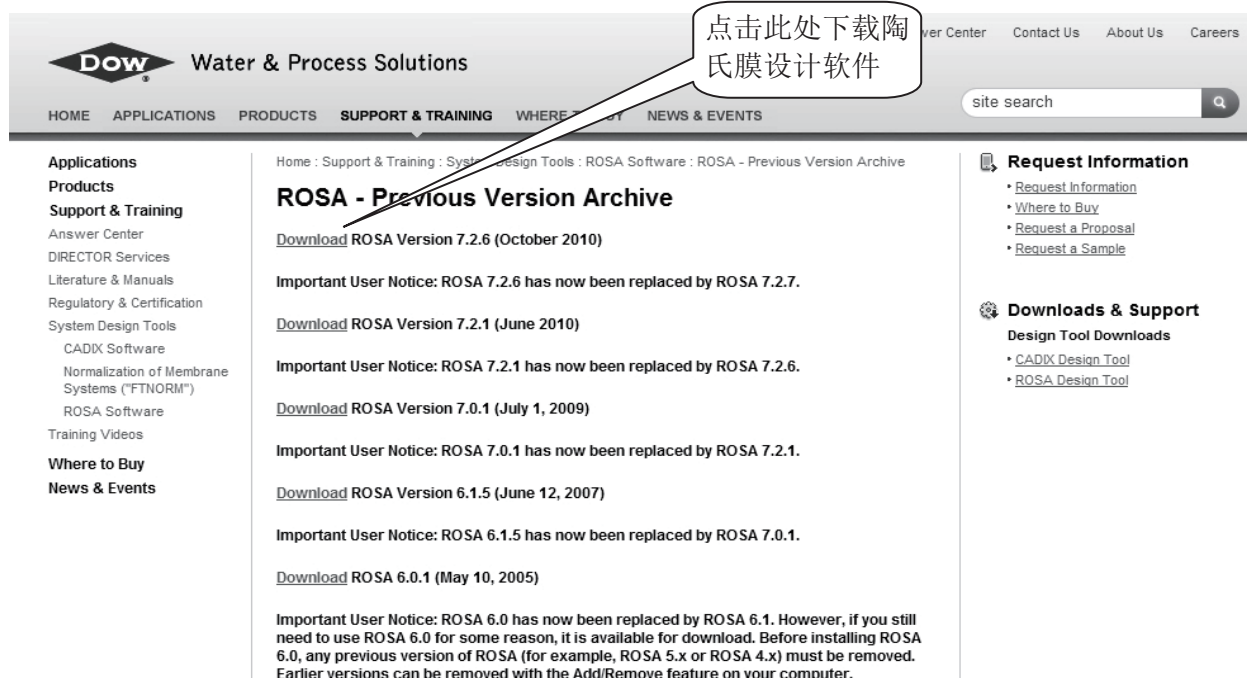 点击此处下载陶
氏膜设计软件
Center
Contact Us
About Us
Careers
DOW
Water & Process Solutions
HOME
APPLICATIONS
PRODUCTS
SUPPORT & TRAINING
WHERE
NEWS & EVENTS
site search
Applications
Products
Support & Training
Answer Center
DIRECTOR Services
Literature & Manuals
Regulatory & Certification
System Design Tools
CADIX Software
Normalization of Membrane
Systems ("FTNORM")
ROSA Software
Training Videos
Where to Buy
News & Events
Home : Support & Training : System Design Tools : ROSA Software : ROSA - Previous Version Archive
ROSA - Previous Version Archive
Download ROSA Version 7.2.6 (October 2010)
Important User Notice: ROSA 7.2.6 has now been replaced by ROSA 7.2.7.
Download ROSA Version 7.2.1 (June 2010)
Important User Notice: ROSA 7.2.1 has now been replaced by ROSA 7.2.6.
Download ROSA Version 7.0.1 (July 1, 2009)
Important User Notice: ROSA 7.0.1 has now been replaced by ROSA 7.2.1.
Download ROSA Version 6.1.5 (June 12, 2007)
Important User Notice: ROSA 6.1.5 has now been replaced by ROSA 7.0.1.
Download ROSA 6.0.1 (May 10, 2005)
Important User Notice: ROSA 6.0 has now been replaced by ROSA 6.1. However, if you still
need to use ROSA 6.0 for some reason, it is available for download. Before installing ROSA
6.0, any previous version of ROSA (for example, ROSA 5.x or ROSA 4.x) must be removed.
Earlier versions can be removed with the Add/Remove feature on your computer.
Request Information
Request Information
Where to Buy
Request a Proposal
Request a Sample
Downloads & Support
Design Tool Downloads
CADIX Design Tool
ROSA Design Tool